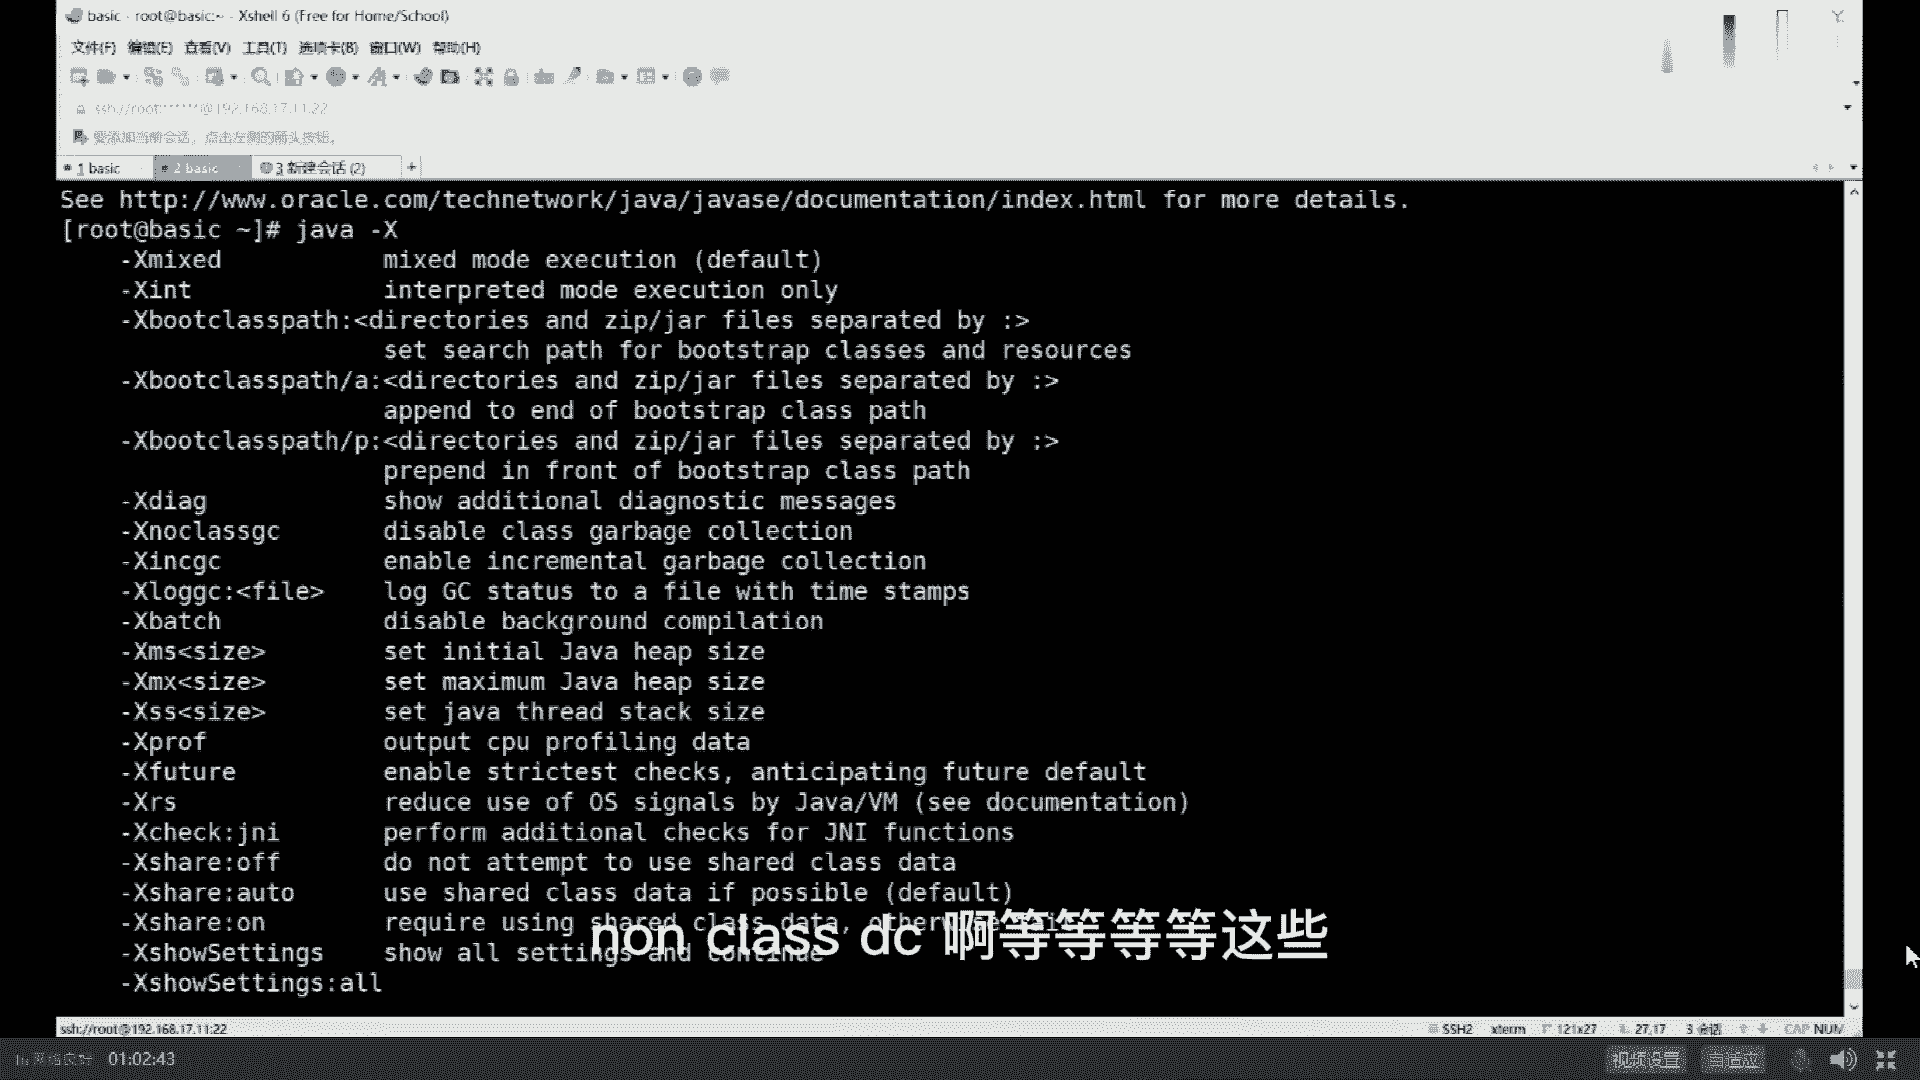 basic - root@basic:~ - Xshell 6 (Free for Home/School)
文件(F) 编辑(E) 查看(V) 工具(T) 选项卡(B) 窗口(W) 帮助(H)
ssh://root:******@192.168.17.11:22
要添加当前会话，点击左侧的箭头按钮。
1 basic 2 basic 3 新建会话 (2) +
See http://www.oracle.com/technetwork/java/javase/documentation/index.html for more details.
[root@basic ~]# java -X
-Xmixed mixed mode execution (default)
-Xint interpreted mode execution only
-Xbootclasspath:<directories and zip/jar files separated by :>
set search path for bootstrap classes and resources
-Xbootclasspath/a:<directories and zip/jar files separated by :>
append to end of bootstrap class path
-Xbootclasspath/p:<directories and zip/jar files separated by :>
prepend in front of bootstrap class path
-Xdiag show additional diagnostic messages
-Xnoclassgc disable class garbage collection
-Xincgc enable incremental garbage collection
-Xloggc:<file> log GC status to a file with time stamps
-Xbatch disable background compilation
-Xms<size> set initial Java heap size
-Xmx<size> set maximum Java heap size
-Xss<size> set java thread stack size
-Xprof output cpu profiling data
-Xfuture enable strictest checks, anticipating future default
-Xrs reduce use of OS signals by Java/VM (see documentation)
-Xcheck:jni perform additional checks for JNI functions
-Xshare:off do not attempt to use shared class data
-Xshare:auto use shared class data if possible (default)
-Xshare:on require using shared class data, otherwise
-XshowSettings show all settings and continue
non class dc 啊等等等等这些
-XshowSettings:all
ssh://root@192.168.17.11:22 SSH2 xterm 121x27 27,17 3 会话 CAP NUM
网络良好 01:02:43 视频设置 自适应